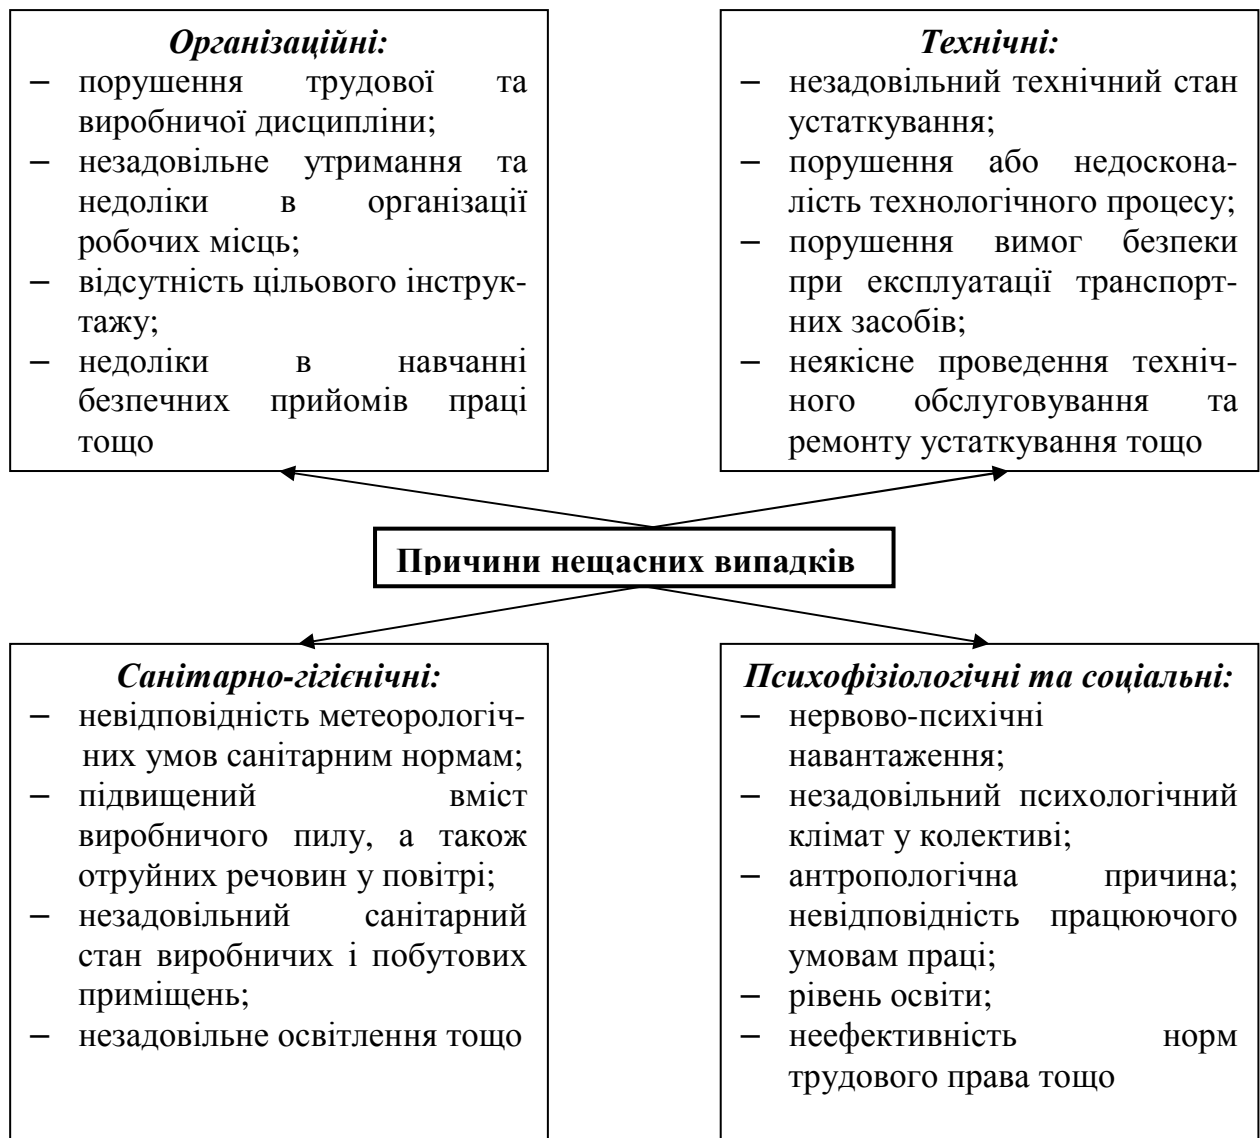 Організаційні:
– порушення трудової та
виробничої дисципліни;
– незадовільне утримання та
недоліки в організації
робочих місць;
– відсутність цільового інструк-
тажу;
– недоліки в навчанні
безпечних прийомів праці
тощо
Технічні:
– незадовільний технічний стан
устаткування;
– порушення або недоскона-
лість технологічного процесу;
– порушення вимог безпеки
при експлуатації транспорт-
них засобів;
– неякісне проведення техніч-
ного обслуговування та
ремонту устаткування тощо
Причини нещасних випадків
Санітарно-гігієнічні:
– невідповідність метеорологіч-
них умов санітарним нормам;
– підвищений вміст
виробничого пилу, а також
отруйних речовин у повітрі;
– незадовільний санітарний
стан виробничих і побутових
приміщень;
– незадовільне освітлення тощо
Психофізіологічні та соціальні:
– нервово-психічні
навантаження;
– незадовільний психологічний
клімат у колективі;
– антропологічна причина;
невідповідність працюючого
умовам праці;
– рівень освіти;
– неефективність норм
трудового права тощо